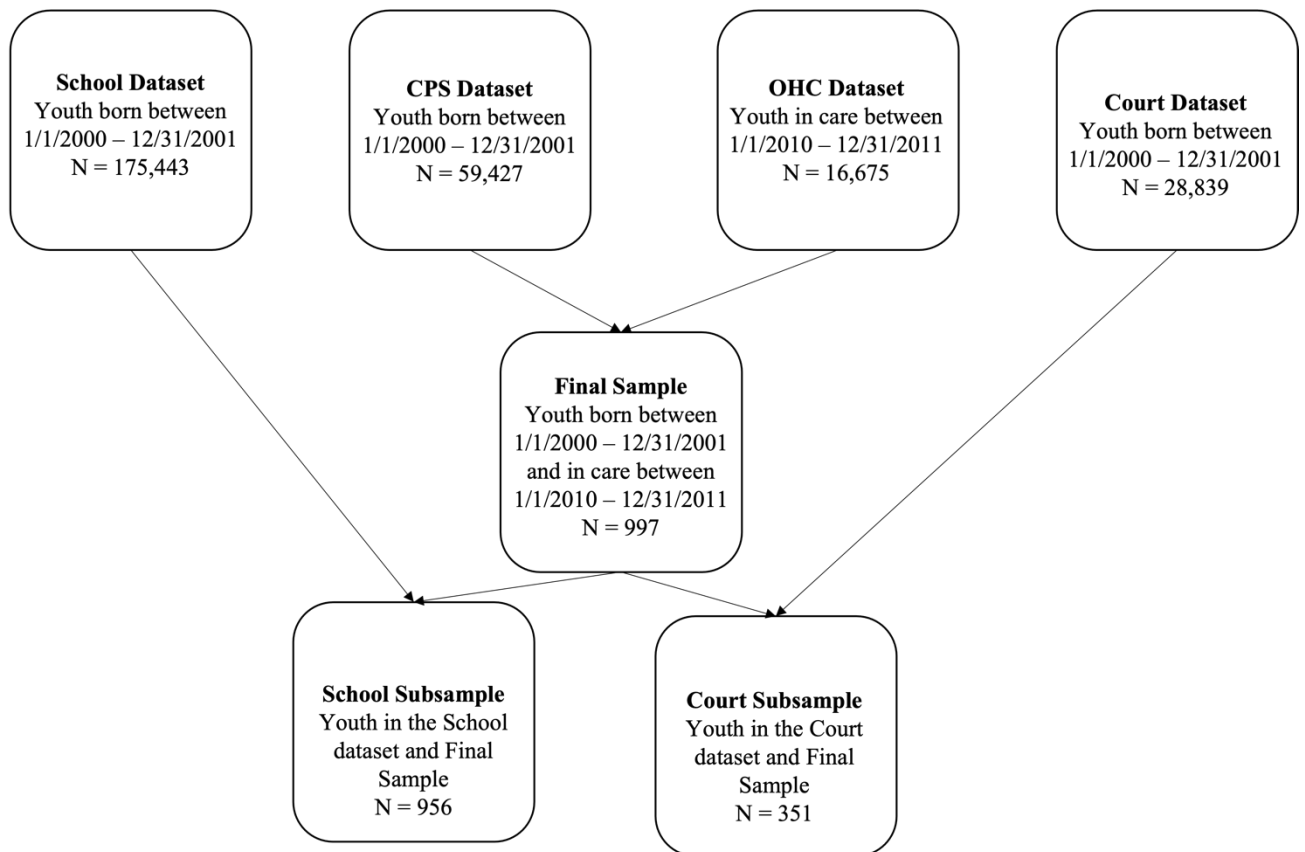 School Dataset
Youth born between
1/1/2000 – 12/31/2001
N = 175,443
CPS Dataset
Youth born between
1/1/2000 – 12/31/2001
N = 59,427
OHC Dataset
Youth in care between
1/1/2010 – 12/31/2011
N = 16,675
Court Dataset
Youth born between
1/1/2000 – 12/31/2001
N = 28,839
Final Sample
Youth born between
1/1/2000 – 12/31/2001
and in care between
1/1/2010 – 12/31/2011
N = 997
School Subsample
Youth in the School
dataset and Final
Sample
N = 956
Court Subsample
Youth in the Court
dataset and Final
Sample
N = 351